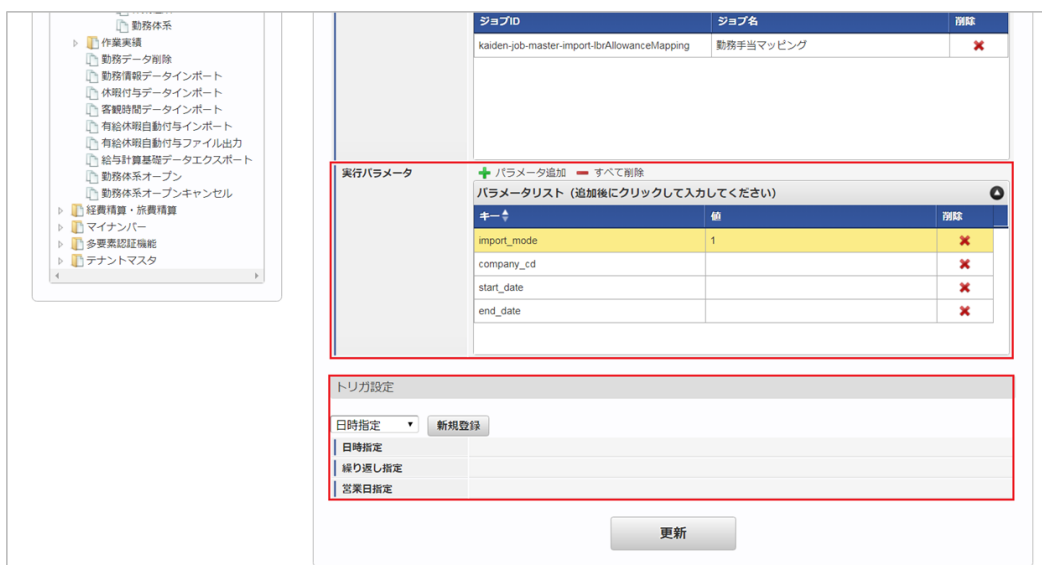 勤務体系
作業実績
勤務データ削除
勤務情報データインポート
休暇付与データインポート
客観時間データインポート
有給休暇自動付与インポート
有給休暇自動付与ファイル出力
給与計算基礎データエクスポート
勤務体系オープン
勤務体系オープンキャンセル
経費精算・旅費精算
マイナンバー
多要素認証機能
テナントマスタ
ジョブID ジョブ名 削除
kaiden-job-master-import-lbrAllowanceMapping 勤務手当マッピング
実行パラメータ パラメータ追加 すべて削除
パラメータリスト（追加後にクリックして入力してください）
キー 値 削除
import_mode 1
company_cd
start_date
end_date
トリガ設定
日時指定 新規登録
日時指定
繰り返し指定
営業日指定
更新